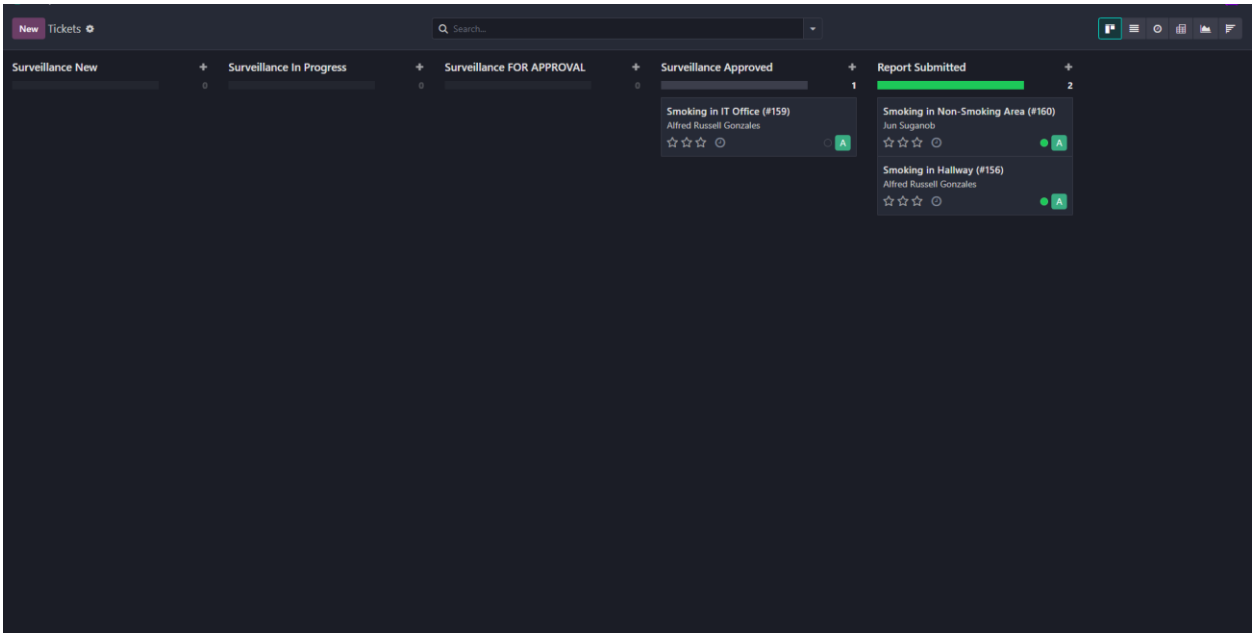 New Tickets
Search...
Surveillance New
0
Surveillance In Progress
0
Surveillance FOR APPROVAL
0
Surveillance Approved
1
Smoking in IT Office (#159)
Alfred Russell Gonzales
A
Report Submitted
2
Smoking in Non-Smoking Area (#160)
Jun Suganob
A
Smoking in Hallway (#156)
Alfred Russell Gonzales
A